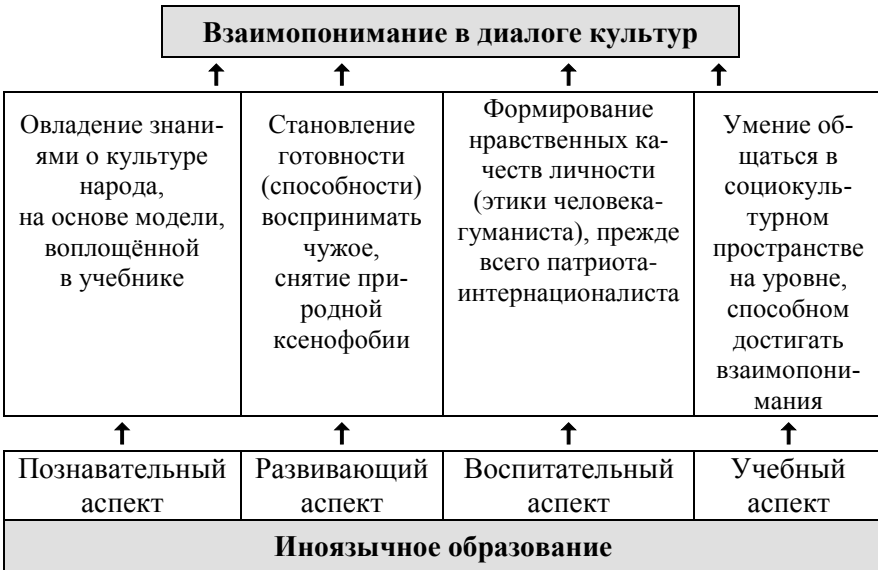 Взаимопонимание в диалоге культур
Овладение знани-
ями о культуре
народа,
на основе модели,
воплощённой
в учебнике
Становление
готовности
(способности)
воспринимать
чужое,
снятие при-
родной
ксенофобии
Формирование
нравственных ка-
честв личности
(этики человека-
гуманиста), прежде
всего патриота-
интернационалиста
Умение об-
щаться в
социокуль-
турном
пространстве
на уровне,
способном
достигать
взаимопони-
мания
Познавательный
аспект
Развивающий
аспект
Воспитательный
аспект
Учебный
аспект
Иноязычное образование